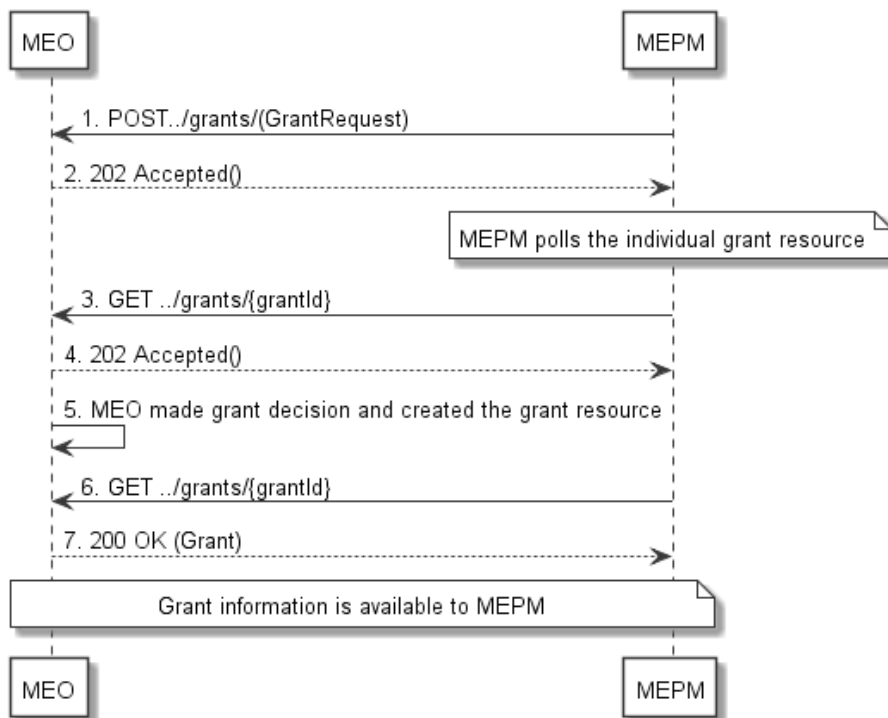 MEO
MEPM
1. POST../grants/(GrantRequest)
2. 202 Accepted()
MEPM polls the individual grant resource
3. GET ../grants/{grantId}
4. 202 Accepted()
5. MEO made grant decision and created the grant resource
6. GET ../grants/{grantId}
7. 200 OK (Grant)
Grant information is available to MEPM
MEO
MEPM